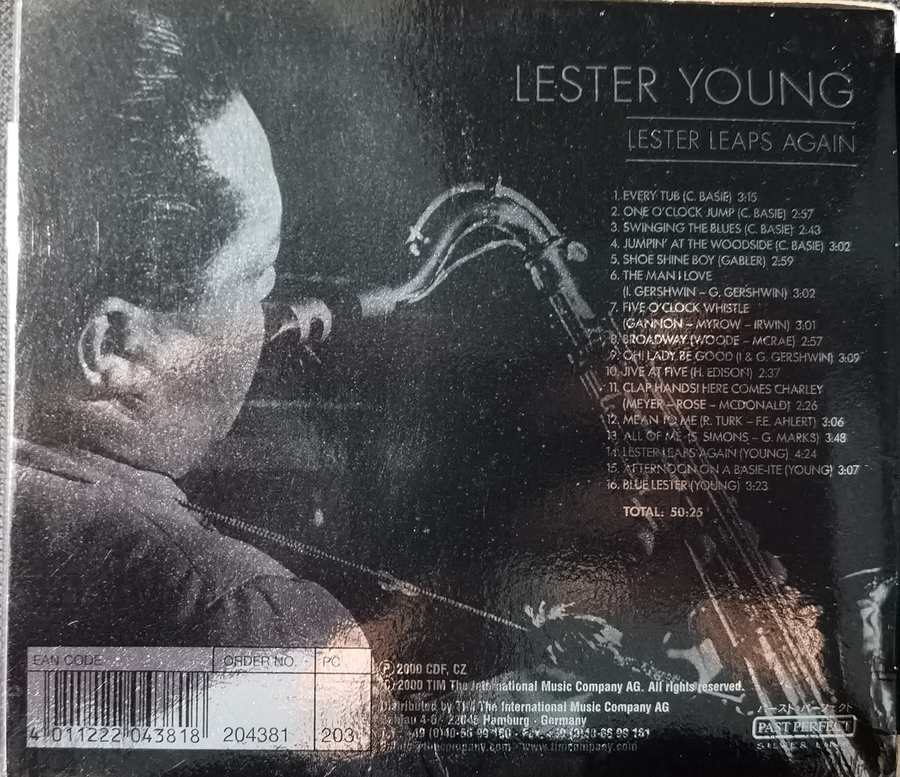 LESTER YOUNG
LESTER LEAPS AGAIN
1. EVERY TUB (C. BASIE) 3:15
2. ONE O'CLOCK JUMP (C. BASIE) 2:57
3. SWINGING THE BLUES (C. BASIE) 2:43
4. JUMPIN' AT THE WOODSIDE (C. BASIE) 3:02
5. SHOE SHINE BOY (GABLER) 2:59
6. THE MAN I LOVE
(I. GERSHWIN – G. GERSHWIN) 3:02
7. FIVE O'CLOCK WHISTLE
(GANNON – MYROW – IRWIN) 3:01
8. BROADWAY (WOODE – MCRAE) 2:57
9. OH! LADY BE GOOD (I & G. GERSHWIN) 3:09
10. JIVE AT FIVE (H. EDISON) 2:37
11. CLAP HANDS! HERE COMES CHARLEY
(MEYER – ROSE – MCDONALD) 2:26
12. MEAN TO ME (R. TURK – F.E. AHLERT) 3:06
13. ALL OF ME (S. SIMONS – G. MARKS) 3:48
14. LESTER LEAPS AGAIN (YOUNG) 4:24
15. AFTERNOON ON A BASIE-ITE (YOUNG) 3:07
16. BLUE LESTER (YOUNG) 3:23
TOTAL: 50:25
EAN CODE ORDER NO. PC
4 011222 043818 204381 203
℗ 2000 CDF, CZ
© 2000 TIM The International Music Company AG. All rights reserved.
Distributed by TIM The International Music Company AG
4-6 - 22045 Hamburg - Germany
www.timcompany.com
パースト・パーフェクト
PAST PERFECT
SILVER LINE